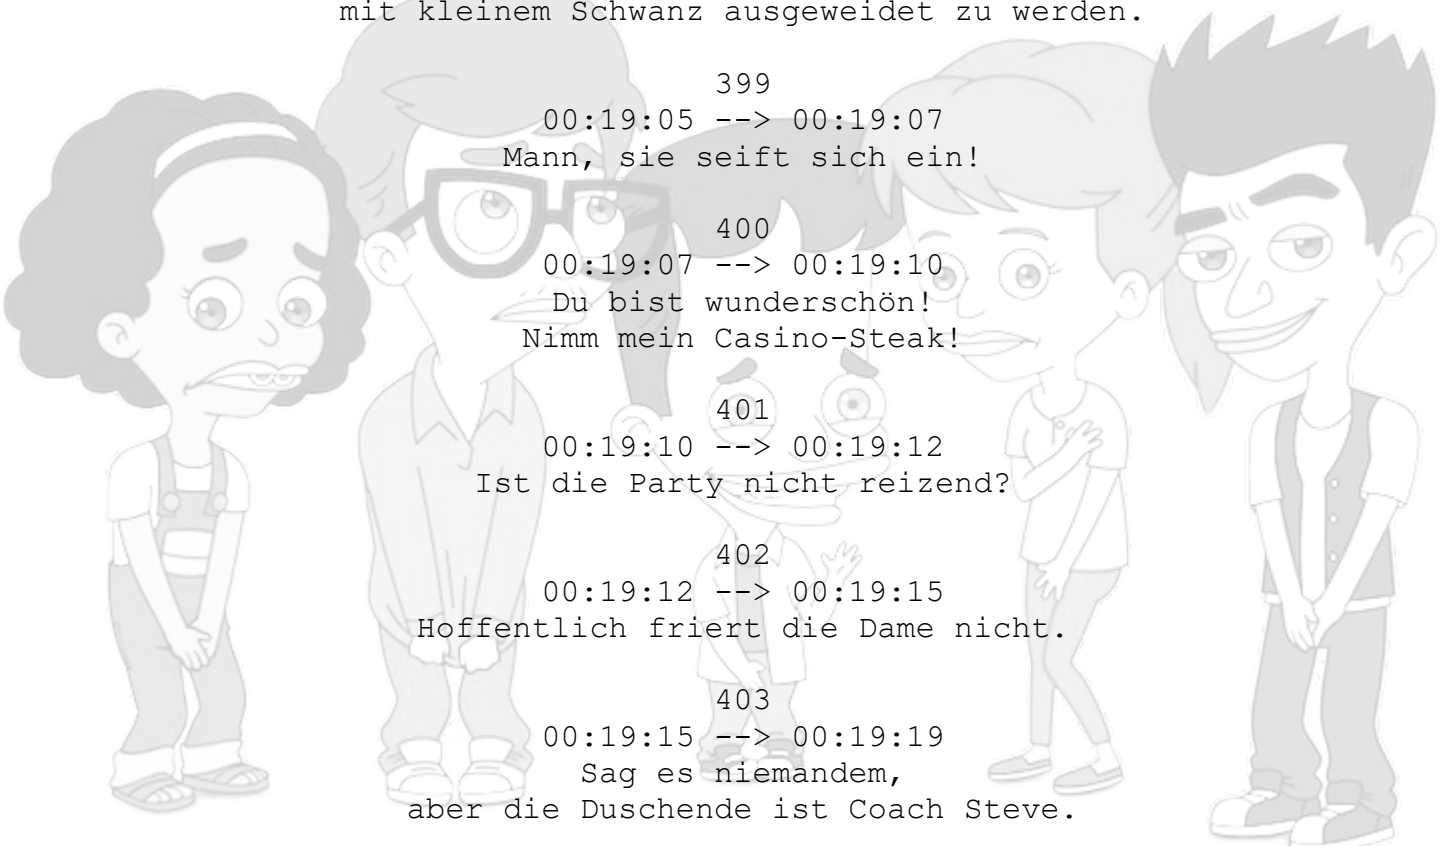 mit kleinem Schwanz ausgeweidet zu werden.
399
00:19:05 --> 00:19:07
Mann, sie seift sich ein!
400
00:19:07 --> 00:19:10
Du bist wunderschön!
Nimm mein Casino-Steak!
401
00:19:10 --> 00:19:12
Ist die Party nicht reizend?
402
00:19:12 --> 00:19:15
Hoffentlich friert die Dame nicht.
403
00:19:15 --> 00:19:19
Sag es niemandem,
aber die Duschende ist Coach Steve.